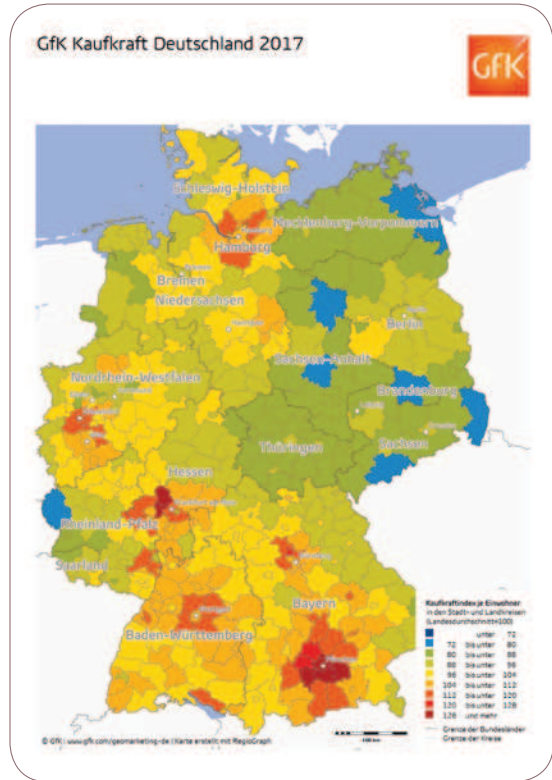 GfK Kaufkraft Deutschland 2017
GfK
Schleswig-Holstein
Mecklenburg-Vorpommern
Hamburg
Bremen
Niedersachsen
Berlin
Sachsen-Anhalt
Nordrhein-Westfalen
Brandenburg
Sachsen
Thüringen
Hessen
Rheinland-Pfalz
Saarland
Bayern
Baden-Württemberg
Kaufkraftindex je Einwohner
in den Stadt- und Landkreisen
(Landesdurchschnitt=100)
unter 72
72 bis unter 80
80 bis unter 88
88 bis unter 96
96 bis unter 104
104 bis unter 112
112 bis unter 120
120 bis unter 128
128 und mehr
Grenze der Bundesländer
Grenze der Kreise
© GfK | www.gfk.com/geomarketing-de | Karte erstellt mit RegioGraph